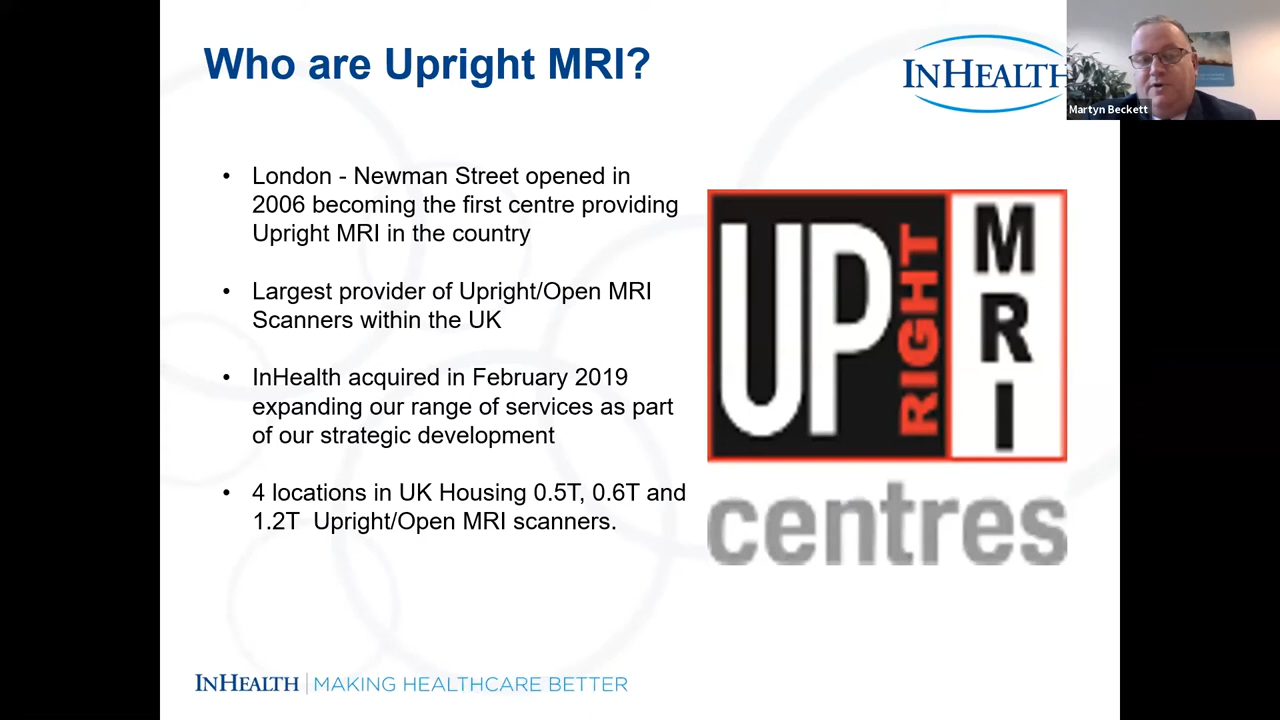 Who are Upright MRI?
INHEALTH
Martyn Beckett
• London - Newman Street opened in
2006 becoming the first centre providing
Upright MRI in the country
• Largest provider of Upright/Open MRI
Scanners within the UK
• InHealth acquired in February 2019
expanding our range of services as part
of our strategic development
• 4 locations in UK Housing 0.5T, 0.6T and
1.2T  Upright/Open MRI scanners.
UP RIGHT MRI
centres
INHEALTH | MAKING HEALTHCARE BETTER